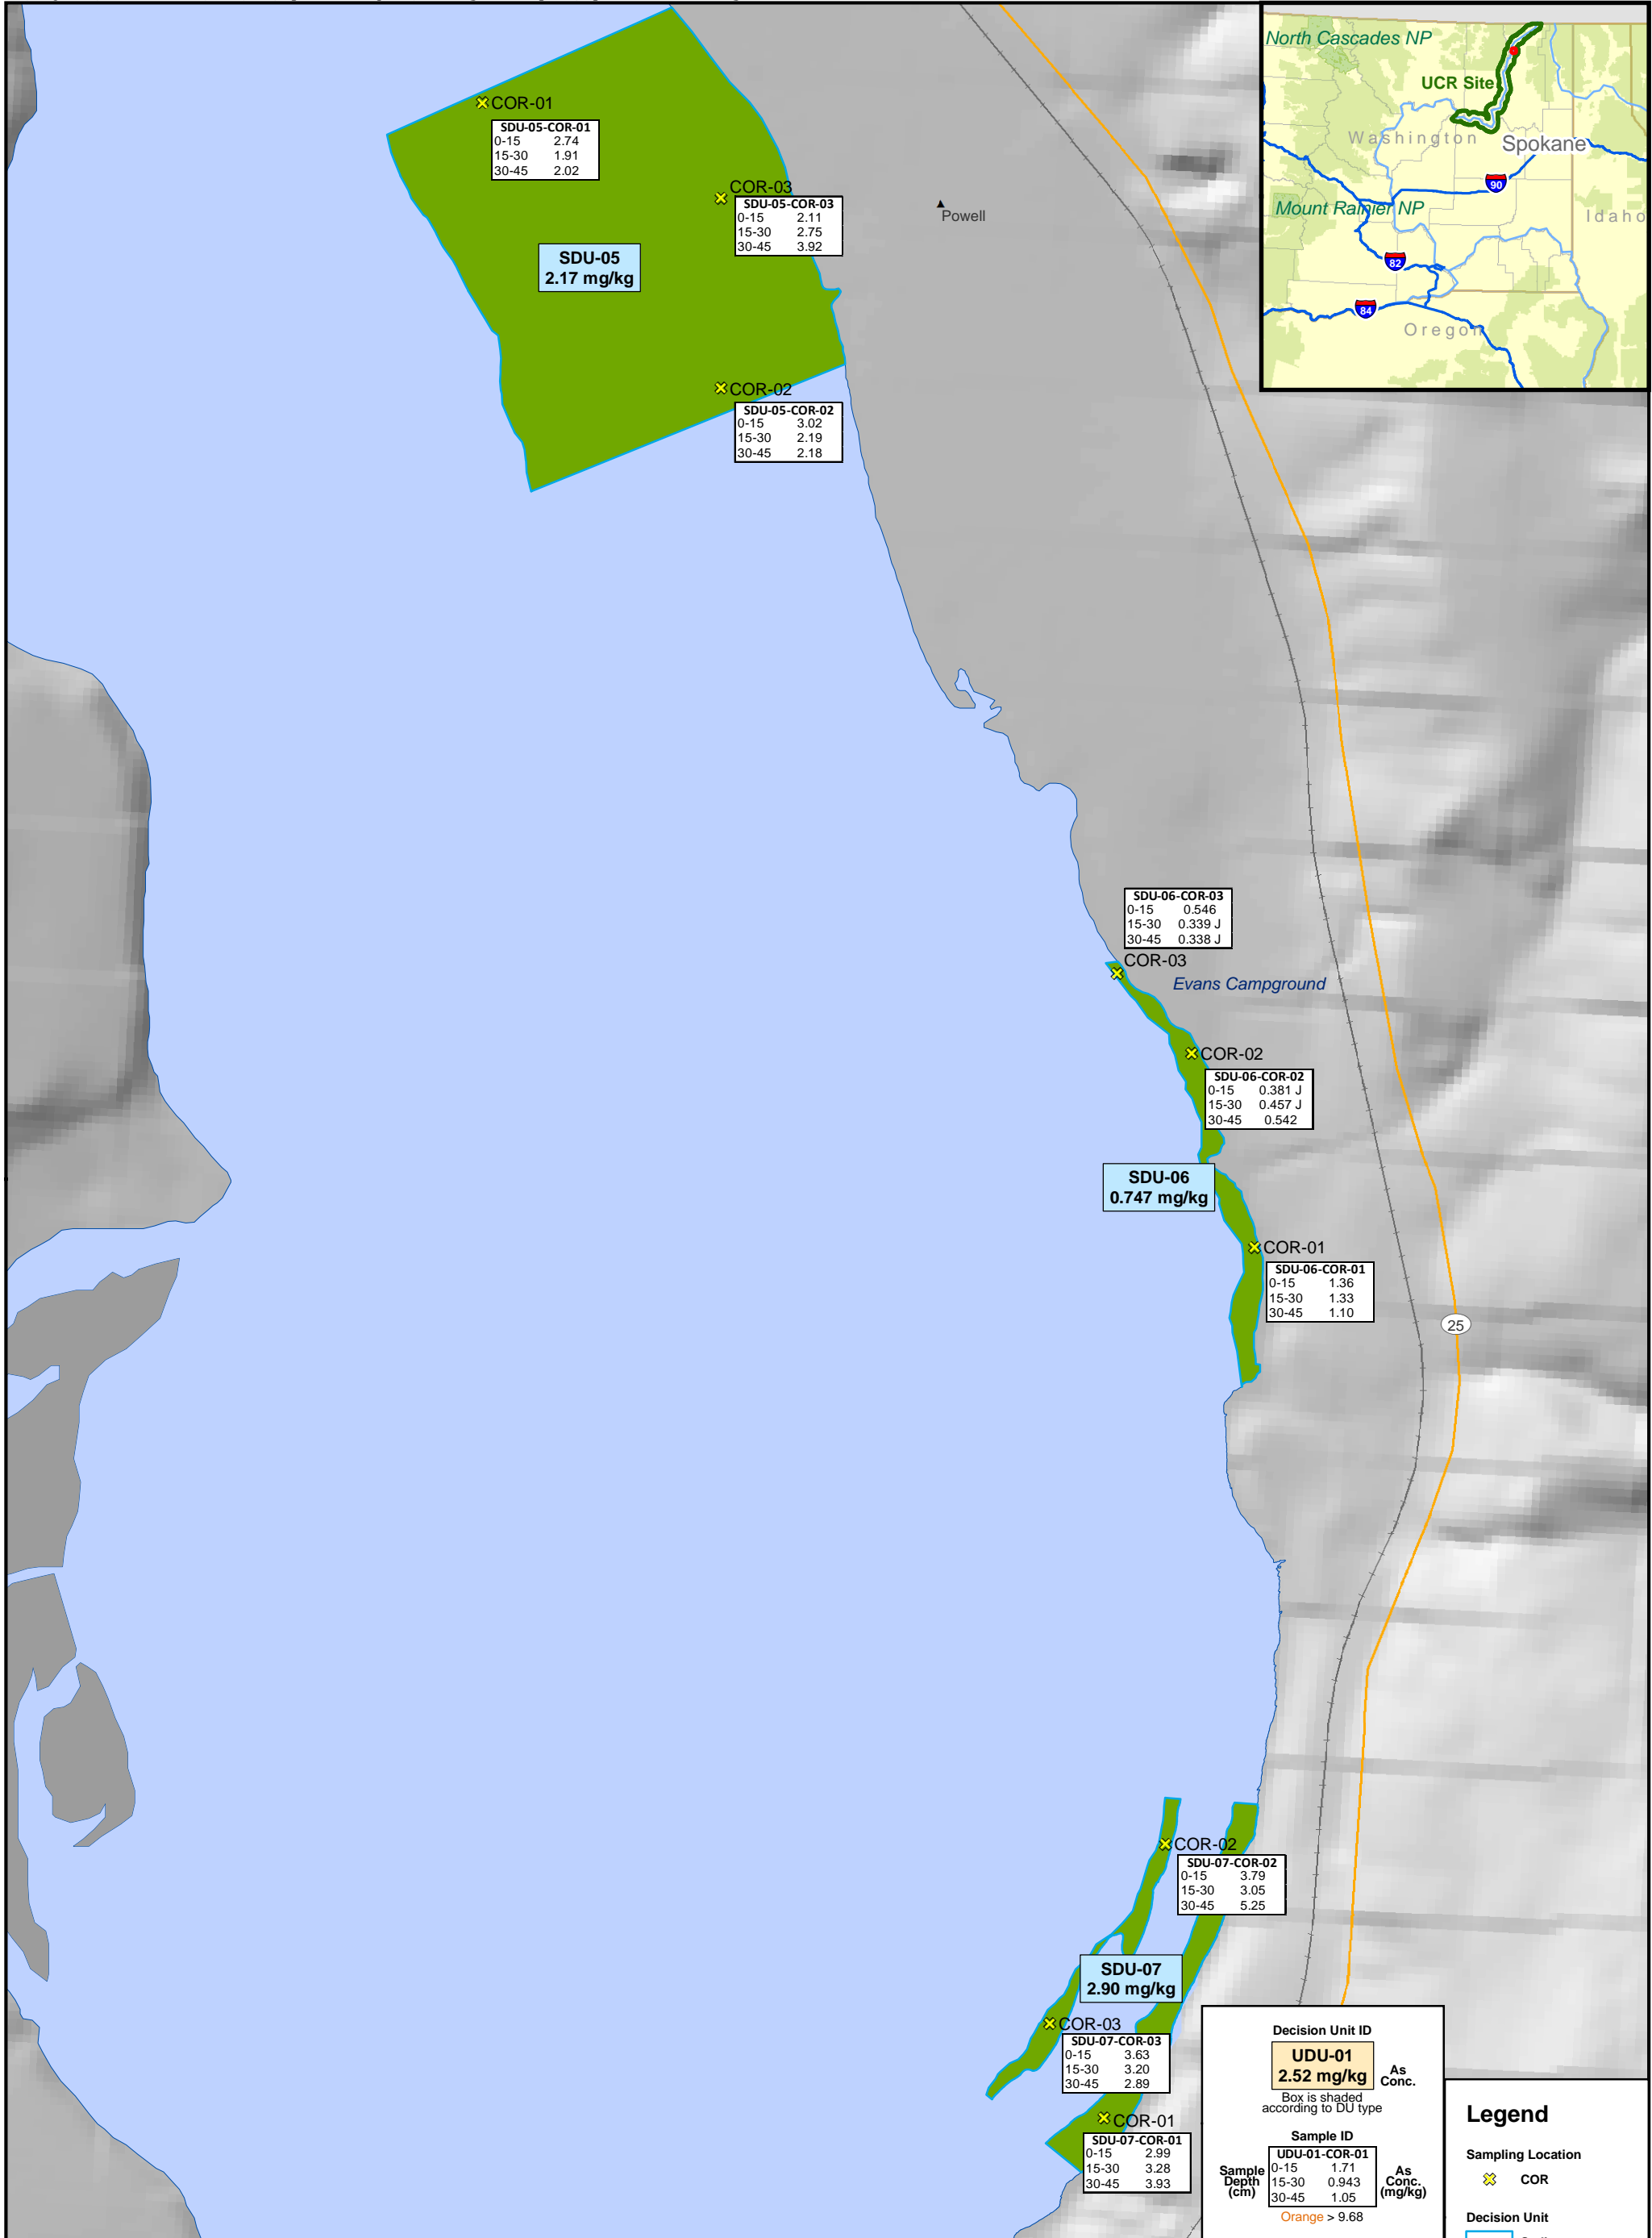 North Cascades NP
UCR Site
Washington
Spokane
90
Mount Rainier NP
Idaho
82
84
Oregon
COR-01
SDU-05-COR-01
0-15 2.74
15-30 1.91
30-45 2.02
COR-03
SDU-05-COR-03
0-15 2.11
15-30 2.75
30-45 3.92
Powell
SDU-05
2.17 mg/kg
COR-02
SDU-05-COR-02
0-15 3.02
15-30 2.19
30-45 2.18
SDU-06-COR-03
0-15 0.546
15-30 0.339 J
30-45 0.338 J
COR-03
Evans Campground
COR-02
SDU-06-COR-02
0-15 0.381 J
15-30 0.457 J
30-45 0.542
SDU-06
0.747 mg/kg
COR-01
SDU-06-COR-01
0-15 1.36
15-30 1.33
30-45 1.10
25
COR-02
SDU-07-COR-02
0-15 3.79
15-30 3.05
30-45 5.25
SDU-07
2.90 mg/kg
COR-03
SDU-07-COR-03
0-15 3.63
15-30 3.20
30-45 2.89
COR-01
SDU-07-COR-01
0-15 2.99
15-30 3.28
30-45 3.93
Decision Unit ID
UDU-01
2.52 mg/kg
As
Conc.
Box is shaded
according to DU type
Sample ID
UDU-01-COR-01
0-15 1.71
15-30 0.943
30-45 1.05
Sample
Depth
(cm)
As
Conc.
(mg/kg)
Orange > 9.68
Legend
Sampling Location
COR
Decision Unit